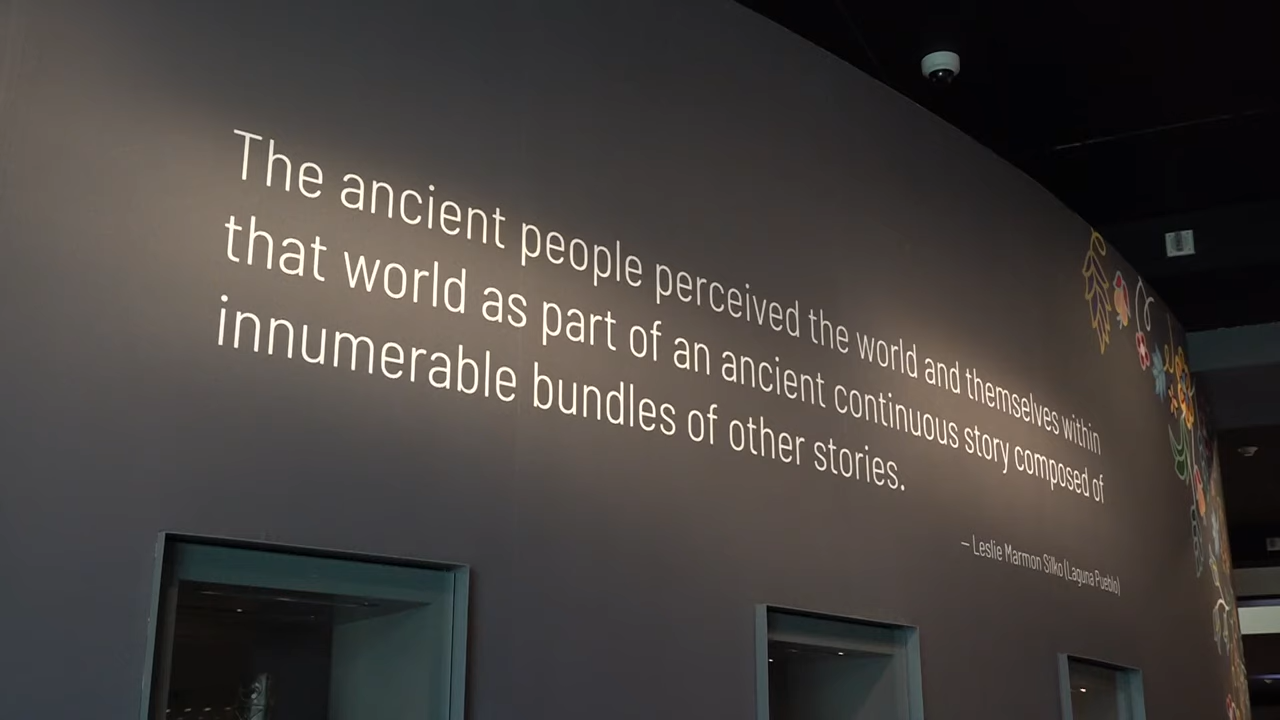 The ancient people perceived the world and themselves within
that world as part of an ancient continuous story composed of
innumerable bundles of other stories.
– Leslie Marmon Silko (Laguna Pueblo)